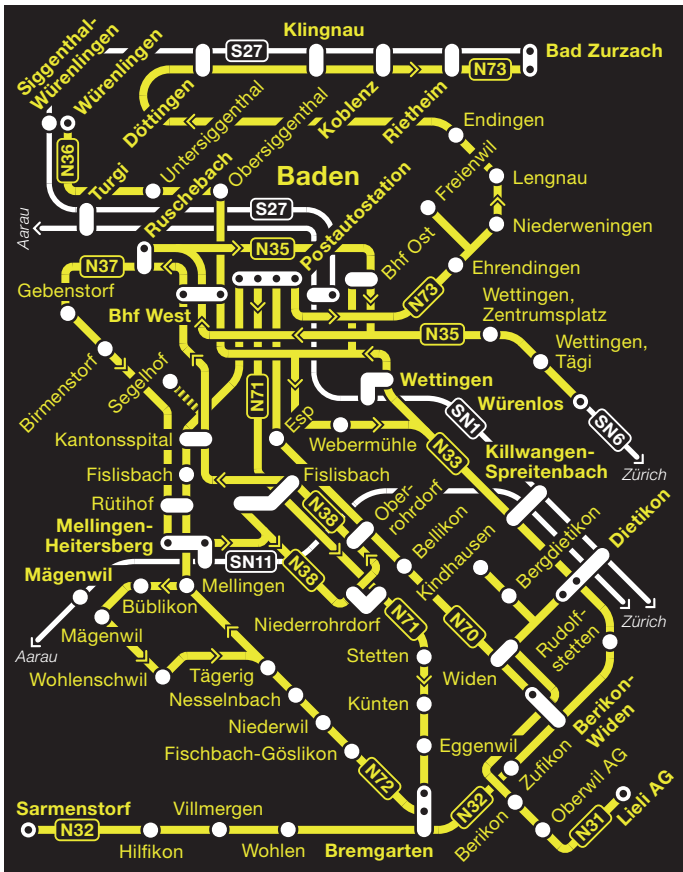 Klingnau
S27
Bad Zurzach
N73
Siggenthal-
Würenlingen
Würenlingen
Döttingen
Koblenz
Rietheim
N36
Untersiggenthal
Obersiggenthal
Endingen
Freienwil
Lengnau
Turgi
Ruschebach
Baden
Postautostation
S27
Aarau
Niederweningen
N35
Bhf Ost
N37
Ehrendingen
Gebenstorf
N73
Wettingen,
Zentrumsplatz
Bhf West
N35
Wettingen,
Tägi
Birmenstorf
Segelhof
N71
Wettingen
Würenlos
SN1
SN6
Esp
Kantonsspital
Webermühle
N33
Killwangen-
Spreitenbach
Zürich
Fislisbach
Fislisbach
Rütihof
N38
Ober-
rohrdorf
Bellikon
Dietikon
Mellingen-
Heitersberg
Kindhausen
Bergdietikon
SN11
N38
Mägenwil
Mellingen
Büblikon
Niederrohrdorf
N71
Zürich
Mägenwil
N70
Rudolf-
stetten
Aarau
Stetten
Wohlenschwil
Tägerig
Widen
Nesselnbach
Künten
Niederwil
Berikon-
Widen
Fischbach-Göslikon
Eggenwil
Zufikon
N72
Oberwil AG
Sarmenstorf
Villmergen
N32
Lieli AG
N32
N31
Hilfikon
Wohlen
Bremgarten
Berikon